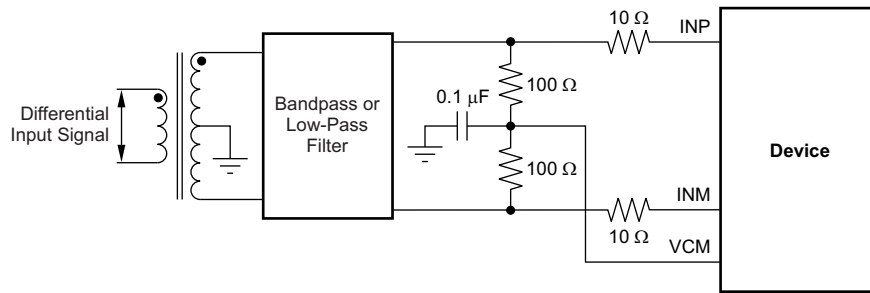 10 Ω
INP
100 Ω
0.1 μF
Differential
Input Signal
Bandpass or
Low-Pass
Filter
Device
100 Ω
INM
10 Ω
VCM